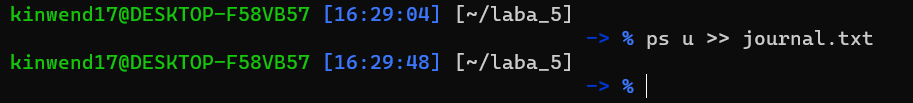 kinwend17@DESKTOP-F58VB57 [16:29:04] [~/laba_5]
-> % ps u >> journal.txt
kinwend17@DESKTOP-F58VB57 [16:29:48] [~/laba_5]
-> %